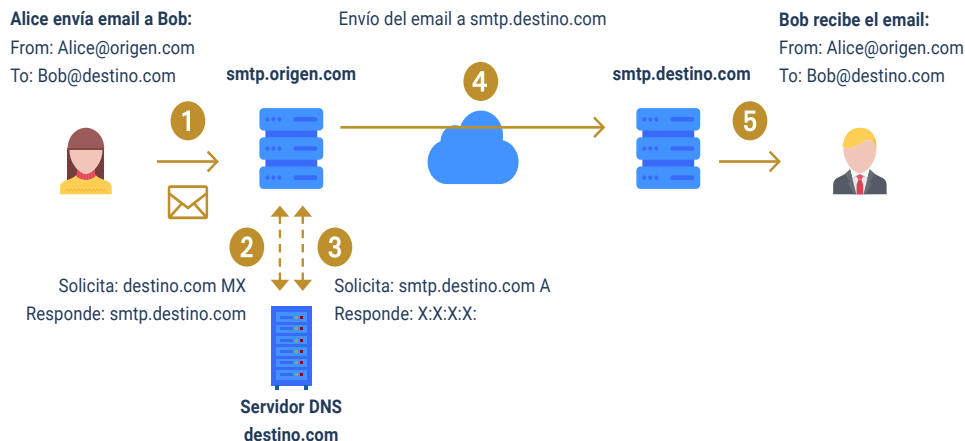 Alice envía email a Bob:
From: Alice@origen.com
To: Bob@destino.com
Envío del email a smtp.destino.com
Bob recibe el email:
From: Alice@origen.com
To: Bob@destino.com
smtp.origen.com
smtp.destino.com
1
4
5
2
3
Solicita: destino.com MX
Responde: smtp.destino.com
Solicita: smtp.destino.com A
Responde: X:X:X:X:
Servidor DNS
destino.com